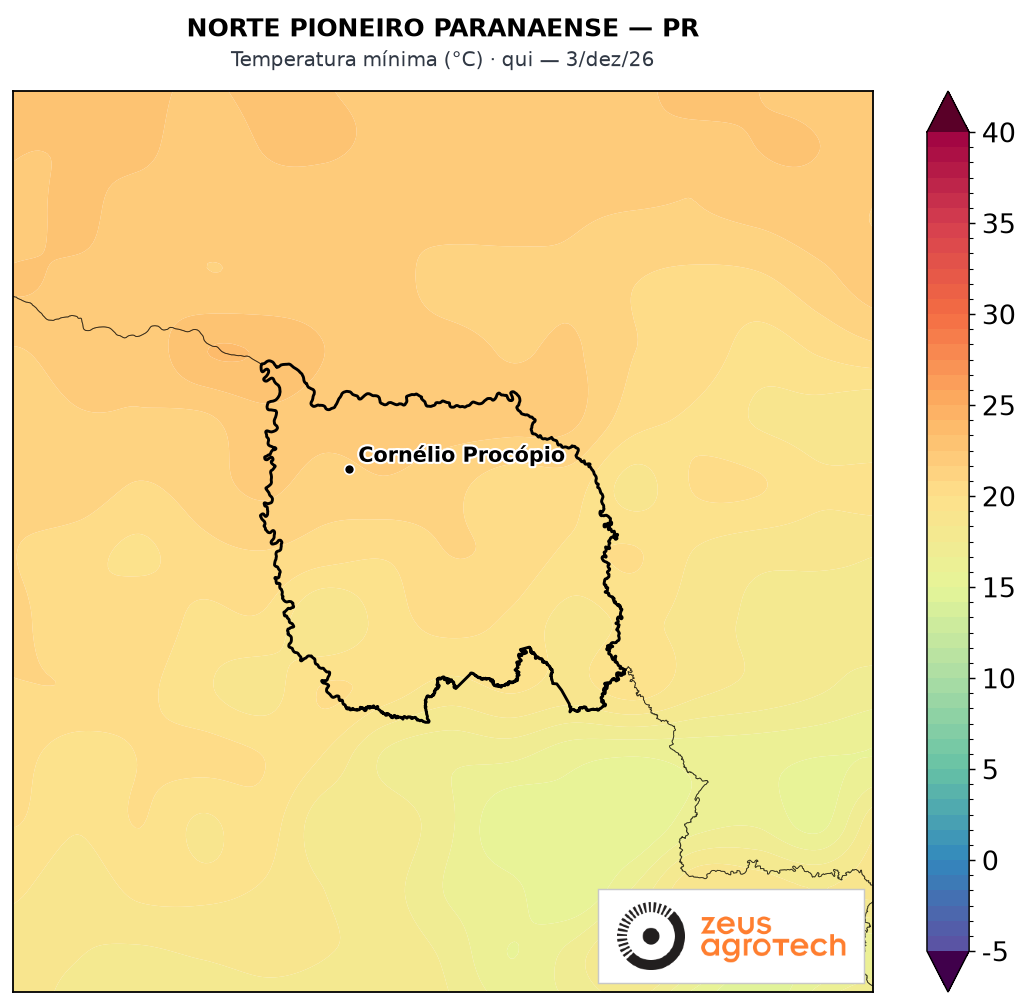 NORTE PIONEIRO PARANAENSE — PR
Temperatura mínima (°C) · qui — 3/dez/26
40
35
30
25
20
15
10
5
0
-5
Cornélio Procópio
zeus
agrotech